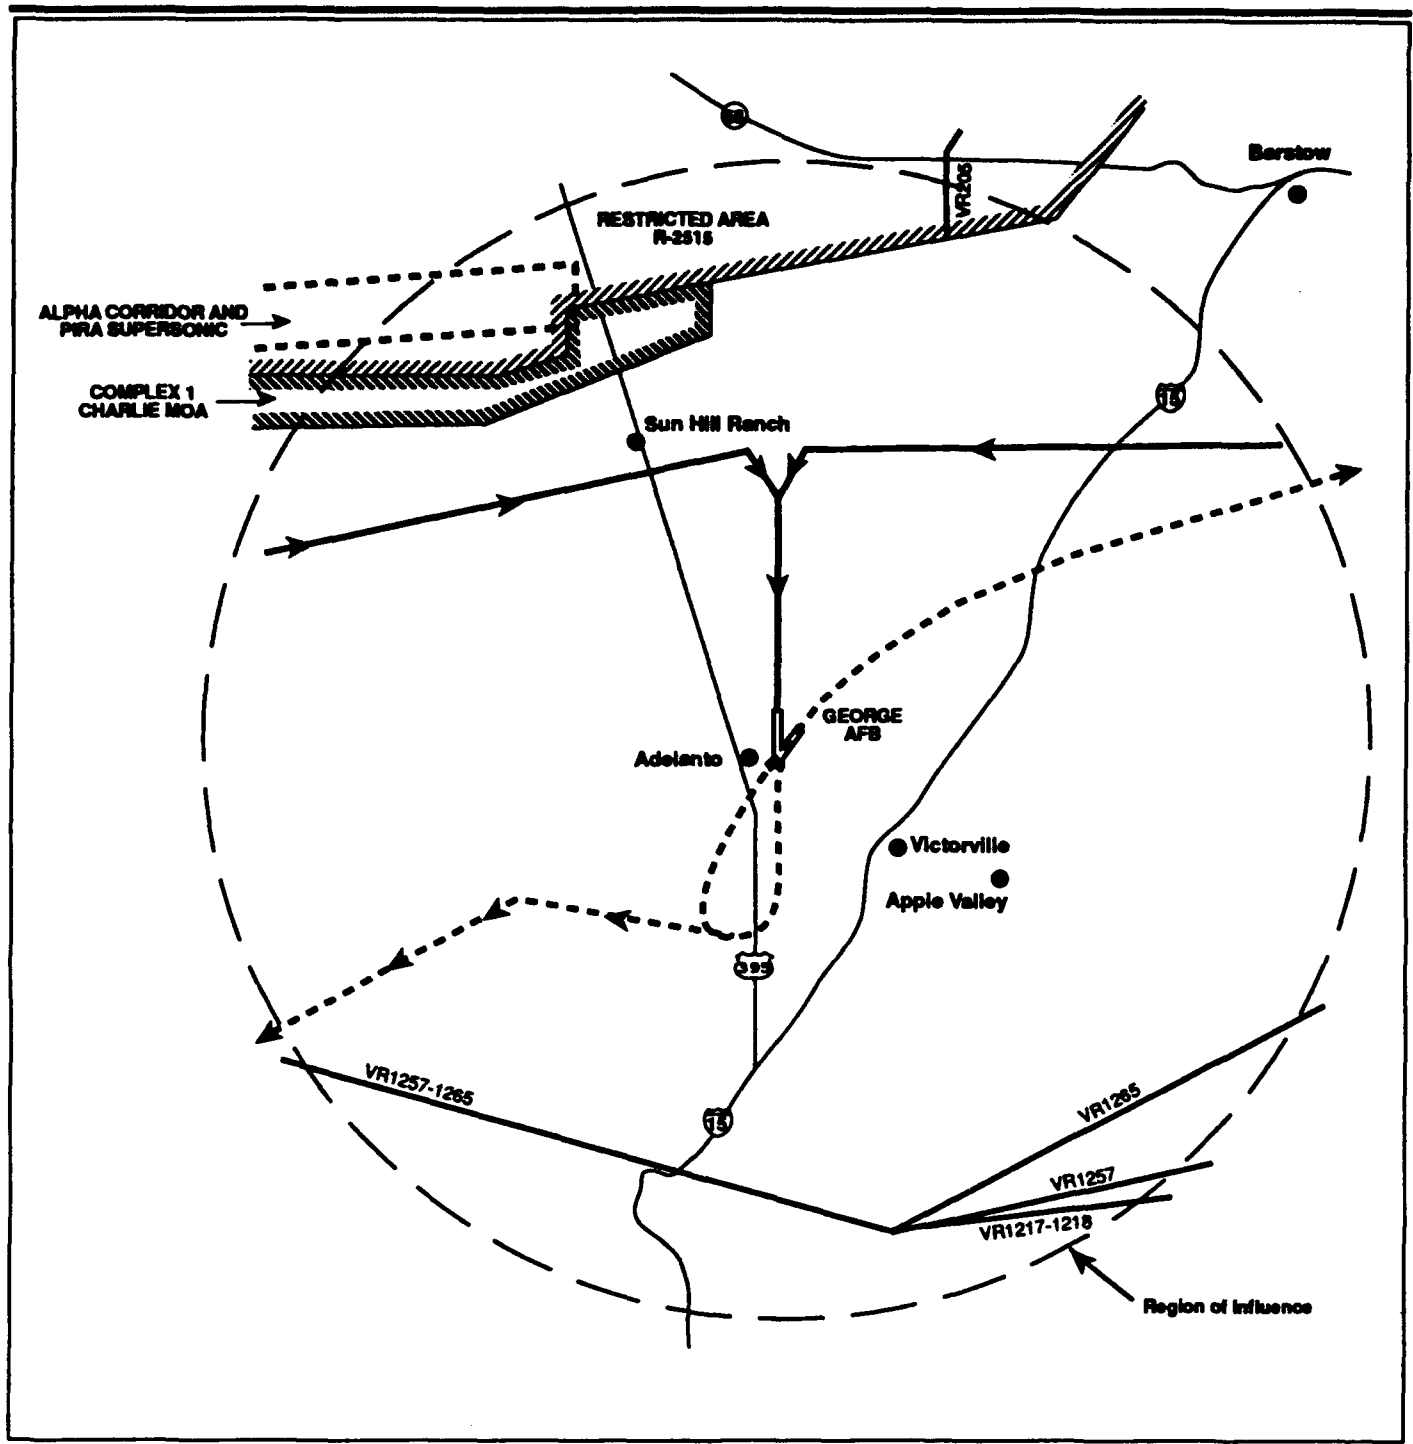 Barstow
VR205
RESTRICTED AREA
R-2515
ALPHA CORRIDOR AND
PIRA SUPERSONIC
COMPLEX 1
CHARLIE MOA
15
Sun Hill Ranch
GEORGE
AFB
Adelanto
Victorville
Apple Valley
395
VR1257-1265
15
VR1265
VR1257
VR1217-1218
Region of Influence